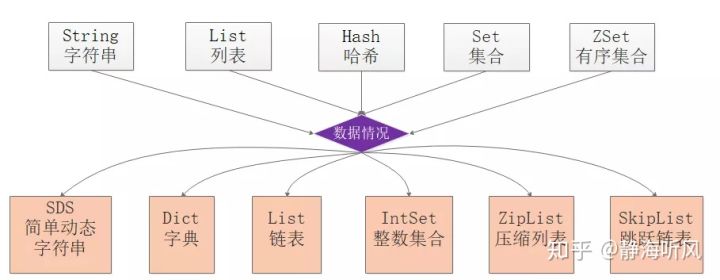 String
字符串
List
列表
Hash
哈希
Set
集合
ZSet
有序集合
数据情况
SDS
简单动态
字符串
Dict
字典
List
链表
IntSet
整数集合
ZipList
压缩列表
SkipList
跳跃链表
知乎 @静海听风